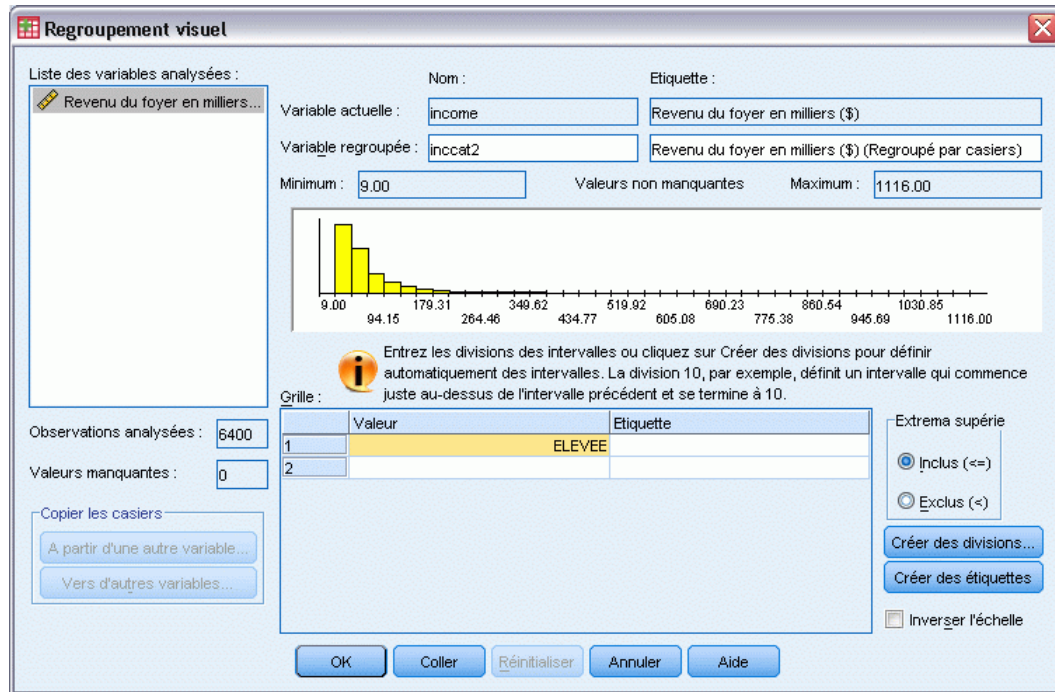 Regroupement visuel
Liste des variables analysées :
Revenu du foyer en milliers...
Nom :
Etiquette :
Variable actuelle :
income
Revenu du foyer en milliers ($)
Variable regroupée :
inccat2
Revenu du foyer en milliers ($) (Regroupé par casiers)
Minimum :
9.00
Valeurs non manquantes
Maximum :
1116.00
9.00 179.31 349.62 519.92 690.23 860.54 1030.85
94.15 264.46 434.77 605.08 775.38 945.69 1116.00
Entrez les divisions des intervalles ou cliquez sur Créer des divisions pour définir
automatiquement des intervalles. La division 10, par exemple, définit un intervalle qui commence
juste au-dessus de l'intervalle précédent et se termine à 10.
Grille :
Valeur
Etiquette
1
ELEVEE
2
Observations analysées :
6400
Valeurs manquantes :
0
Copier les casiers
A partir d'une autre variable...
Vers d'autres variables...
Extrema supérie
Inclus (<=)
Exclus (<)
Créer des divisions...
Créer des étiquettes
Inverser l'échelle
OK
Coller
Réinitialiser
Annuler
Aide